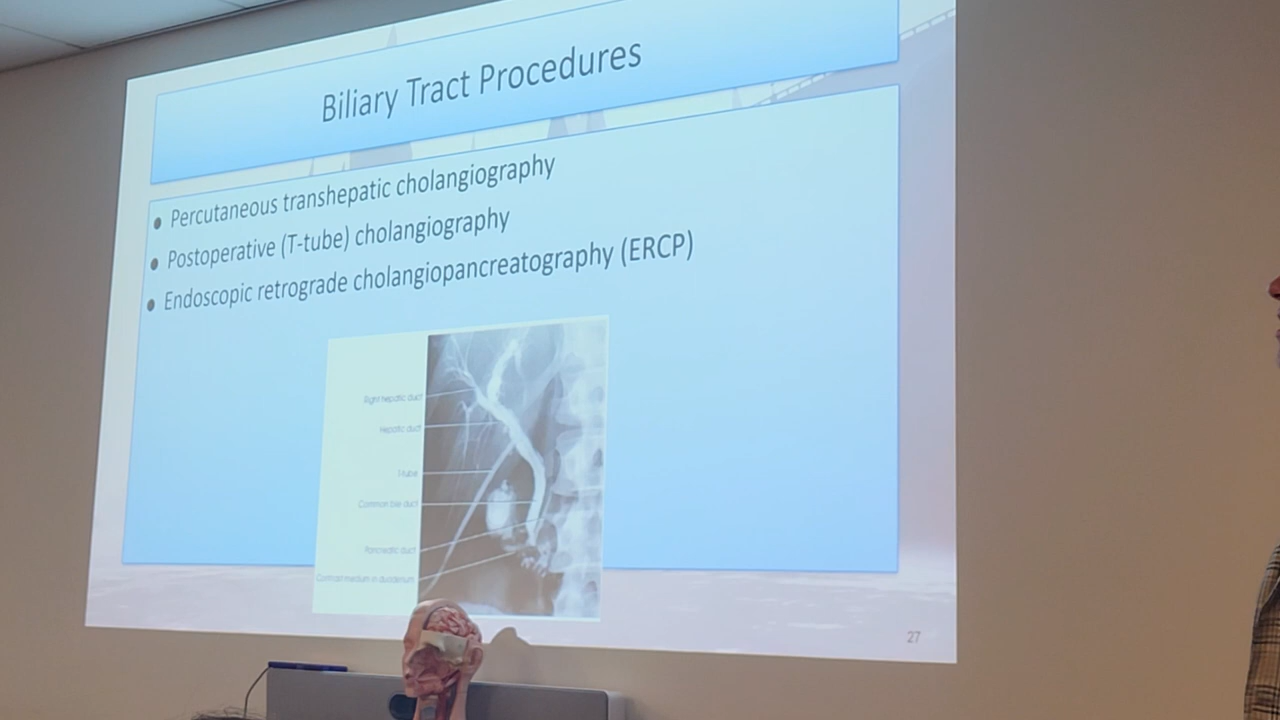 Biliary Tract Procedures
• Percutaneous transhepatic cholangiography
• Postoperative (T-tube) cholangiography
• Endoscopic retrograde cholangiopancreatography (ERCP)
Right hepatic duct
Hepatic duct
T-tube
Common bile duct
Pancreatic duct
Contrast medium in duodenum
27